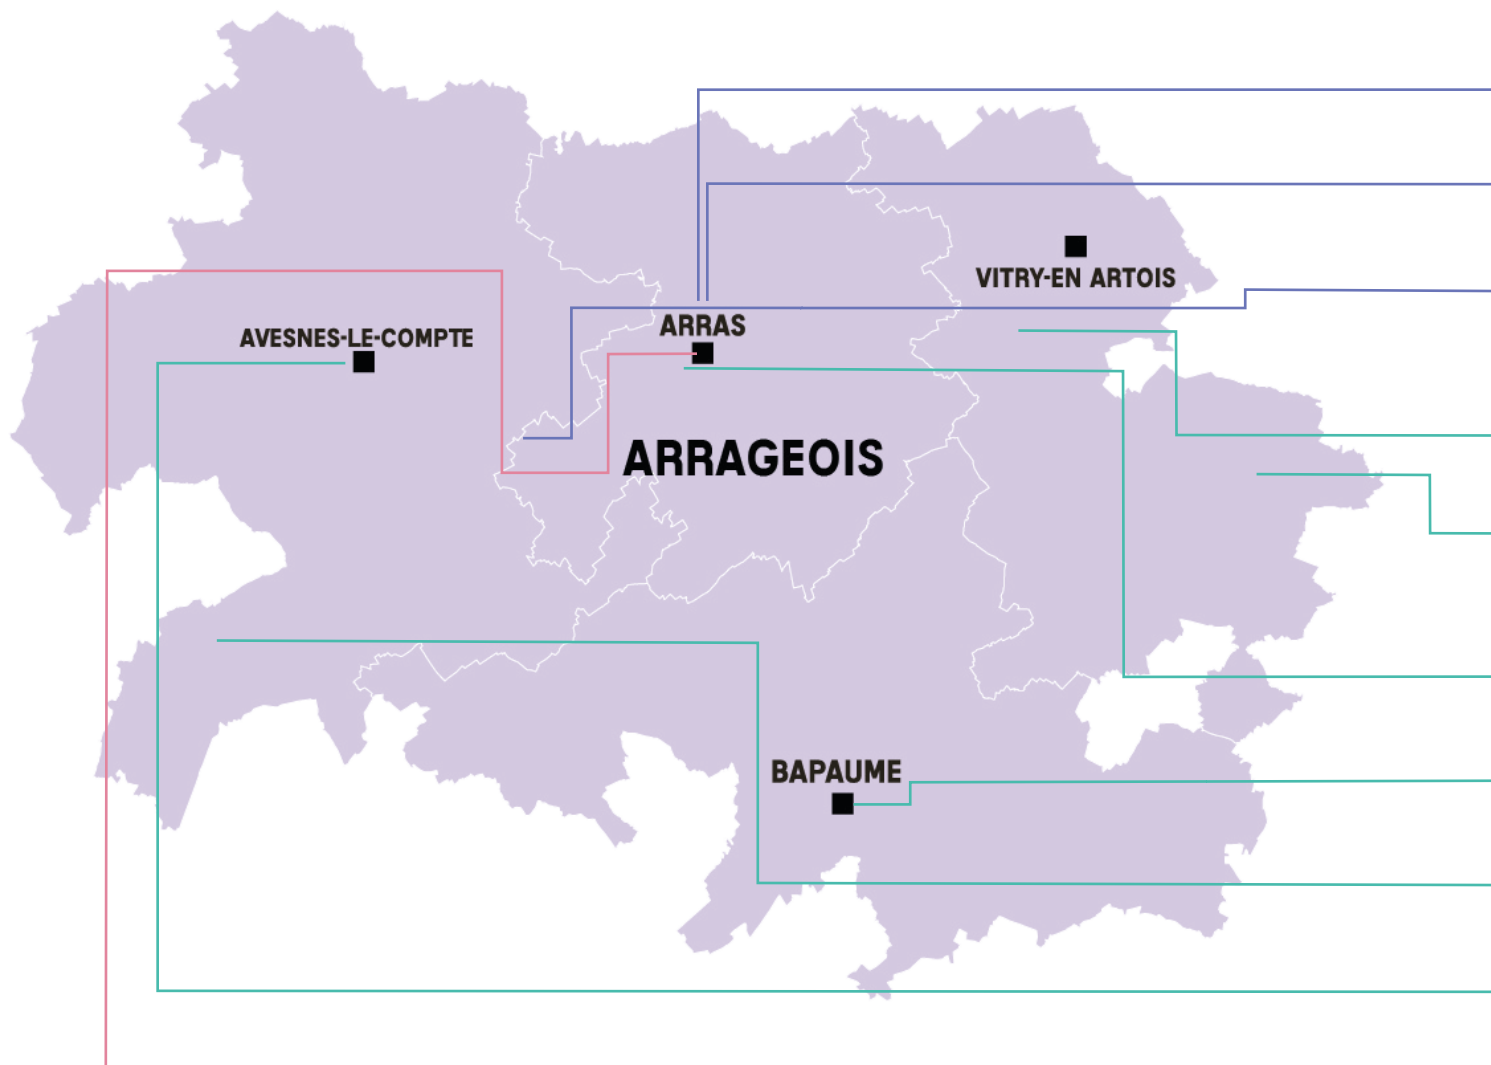 VITRY-EN ARTOIS
ARRAS
AVESNES-LE-COMPTE
ARRAGEOIS
BAPAUME